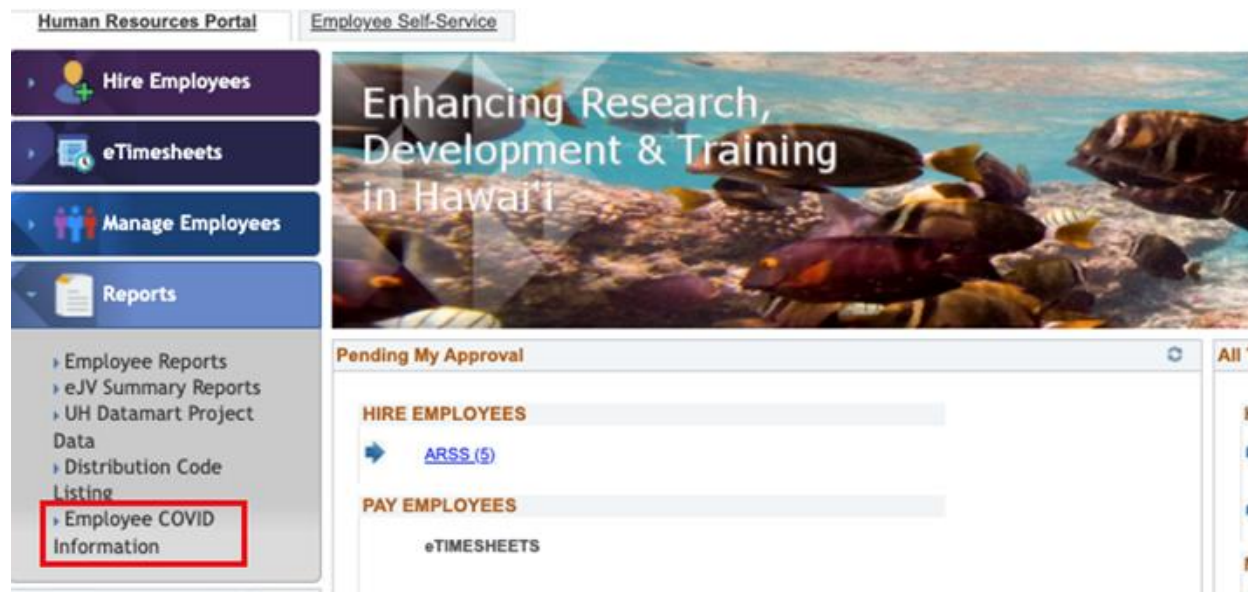 Human Resources Portal
Employee Self-Service
Hire Employees
eTimesheets
Manage Employees
Reports
Employee Reports
eJV Summary Reports
UH Datamart Project
Data
Distribution Code
Listing
Employee COVID
Information
Enhancing Research,
Development & Training
in Hawai'i
Pending My Approval
HIRE EMPLOYEES
ARSS (5)
PAY EMPLOYEES
eTIMESHEETS
All